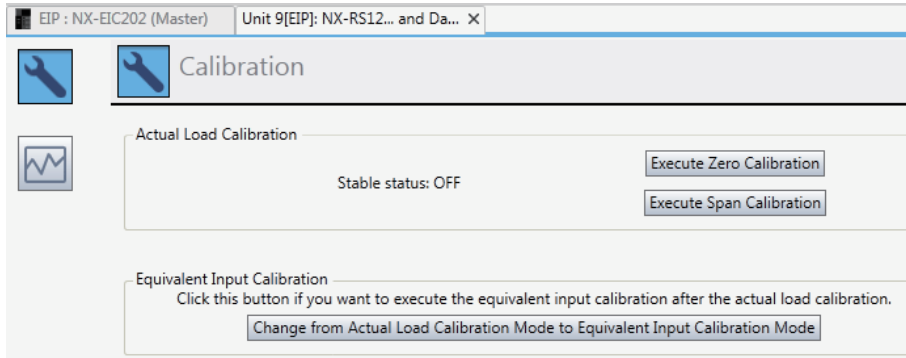 EIP : NX-EIC202 (Master)
Unit 9[EIP]: NX-RS12... and Da... X
Calibration
Actual Load Calibration
Stable status: OFF
Execute Zero Calibration
Execute Span Calibration
Equivalent Input Calibration
Click this button if you want to execute the equivalent input calibration after the actual load calibration.
Change from Actual Load Calibration Mode to Equivalent Input Calibration Mode